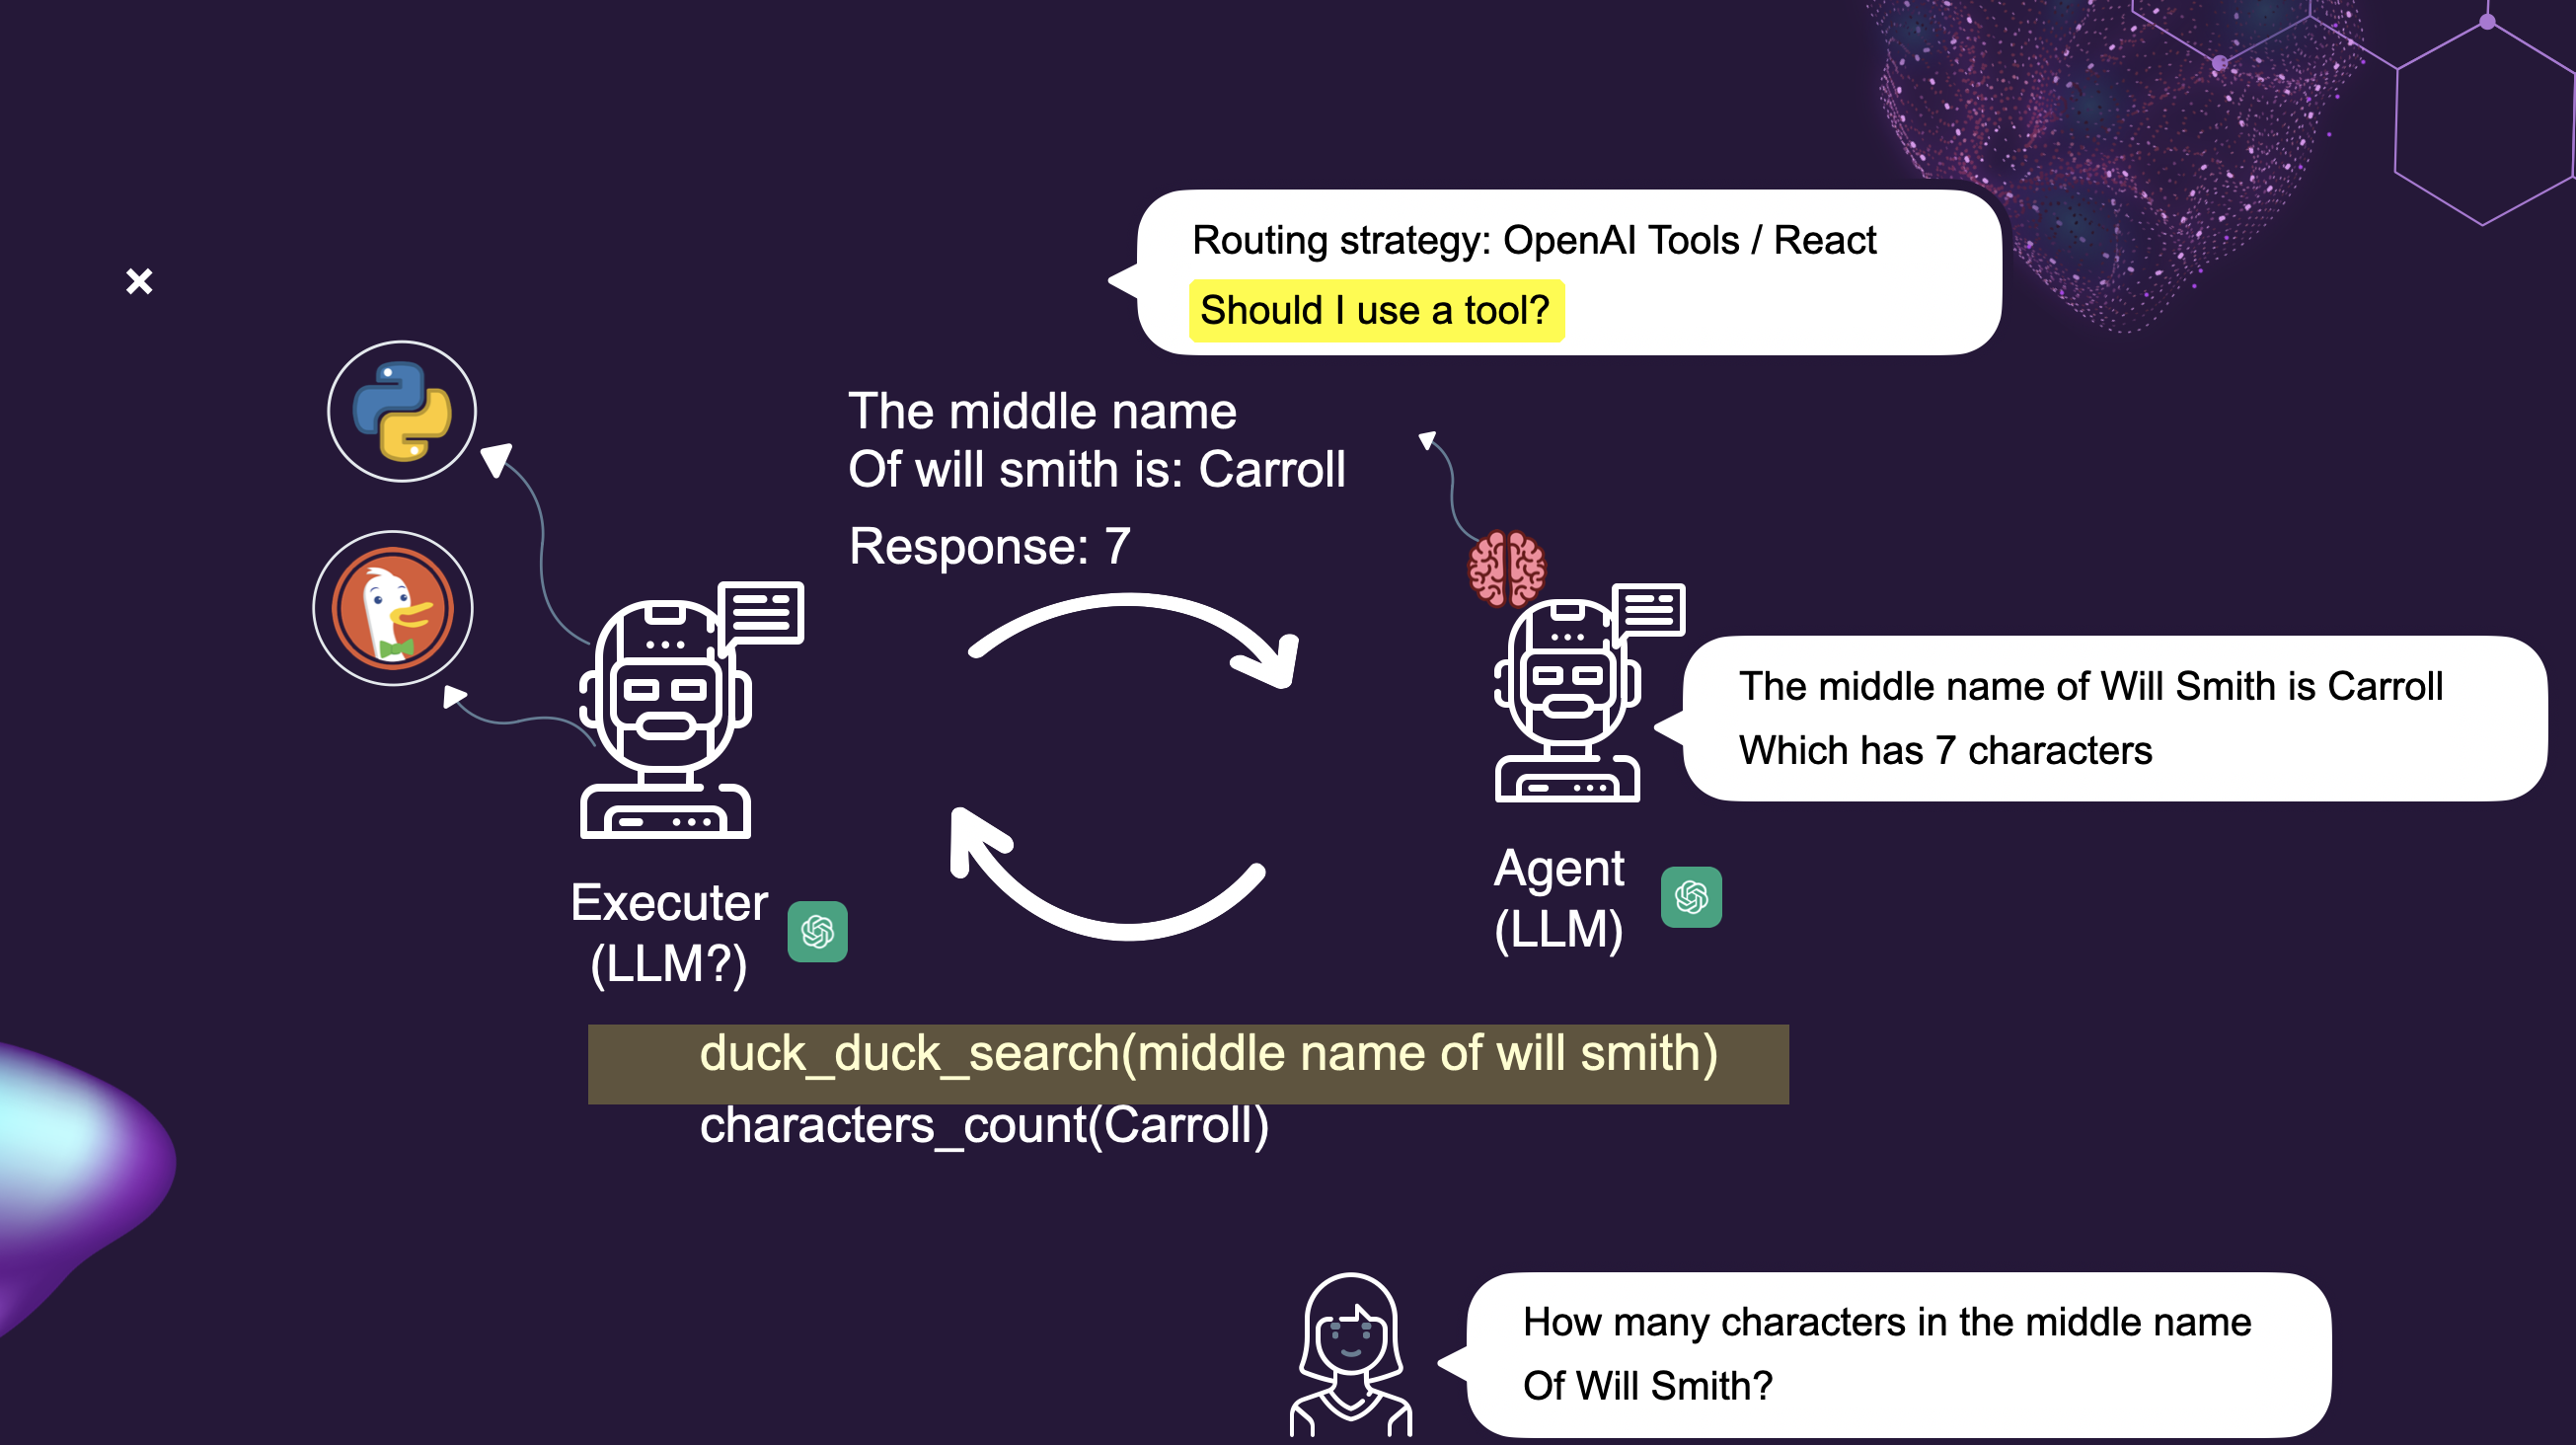 Routing strategy: OpenAI Tools / React
Should I use a tool?
The middle name
Of will smith is: Carroll
Response: 7
The middle name of Will Smith is Carroll
Which has 7 characters
Executer
(LLM?)
Agent
(LLM)
duck_duck_search(middle name of will smith)
characters_count(Carroll)
How many characters in the middle name
Of Will Smith?